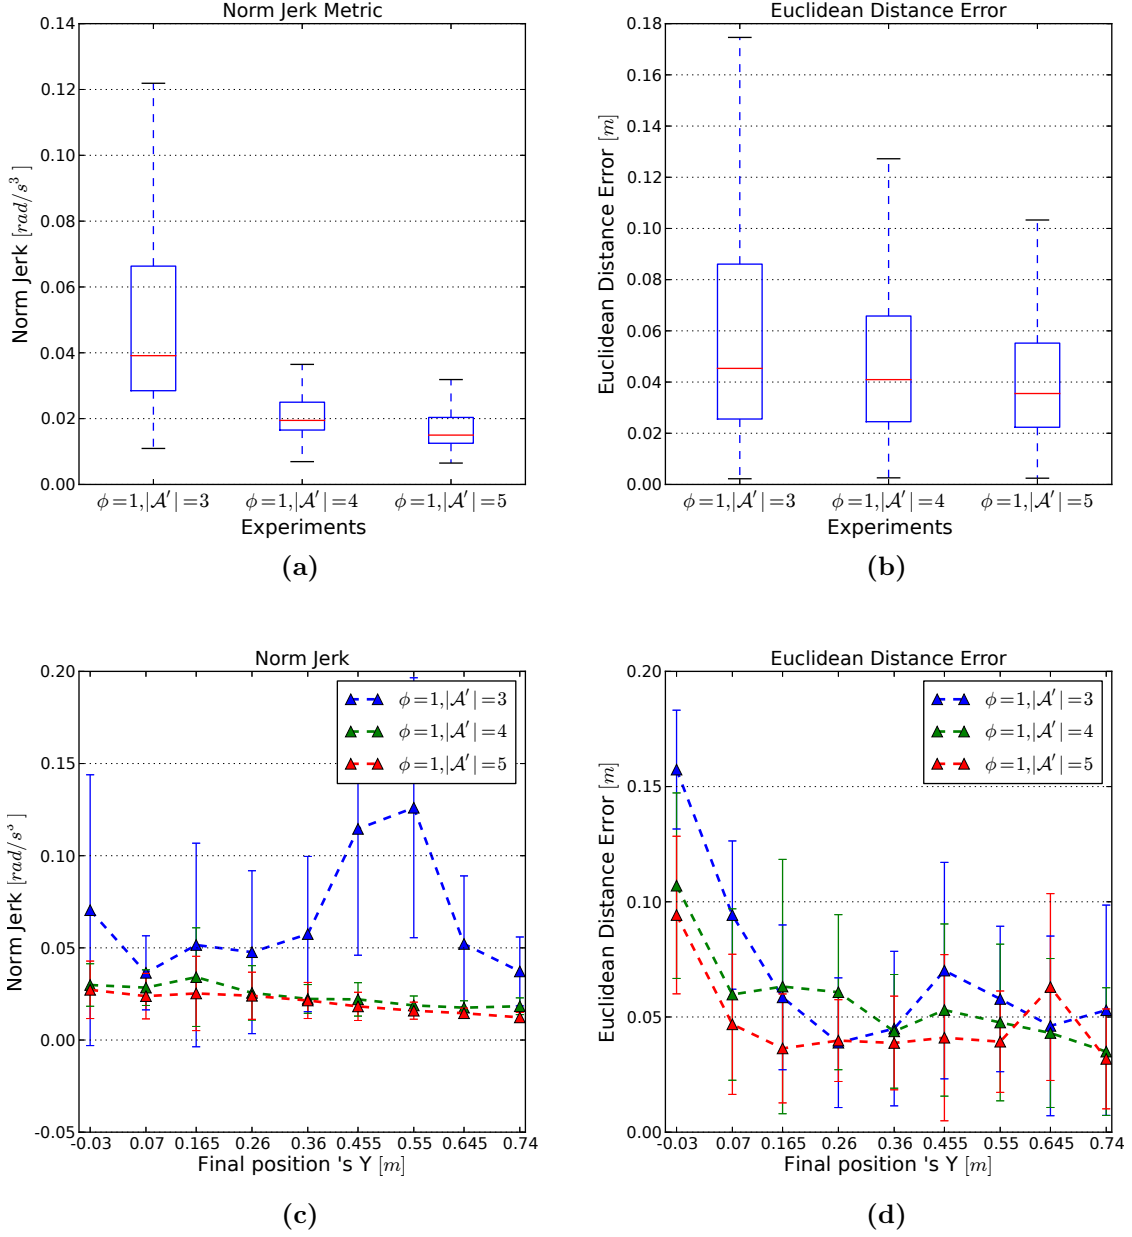 Norm Jerk Metric
0.14
0.12
0.10
0.08
0.06
0.04
0.02
0.00
Norm Jerk [rad/s³ ]
ϕ=1,|𝒜′|=3
ϕ=1,|𝒜′|=4
ϕ=1,|𝒜′|=5
Experiments
(a)
Euclidean Distance Error
0.18
0.16
0.14
0.12
0.10
0.08
0.06
0.04
0.02
0.00
Euclidean Distance Error [m]
ϕ=1,|𝒜′|=3
ϕ=1,|𝒜′|=4
ϕ=1,|𝒜′|=5
Experiments
(b)
Norm Jerk
0.20
0.15
0.10
0.05
0.00
-0.05
Norm Jerk [rad/s³ ]
ϕ=1,|𝒜′|=3
ϕ=1,|𝒜′|=4
ϕ=1,|𝒜′|=5
-0.03 0.07 0.165 0.26 0.36 0.455 0.55 0.645 0.74
Final position 's Y [m]
(c)
Euclidean Distance Error
0.20
0.15
0.10
0.05
0.00
Euclidean Distance Error [m]
ϕ=1,|𝒜′|=3
ϕ=1,|𝒜′|=4
ϕ=1,|𝒜′|=5
-0.03 0.07 0.165 0.26 0.36 0.455 0.55 0.645 0.74
Final position 's Y [m]
(d)